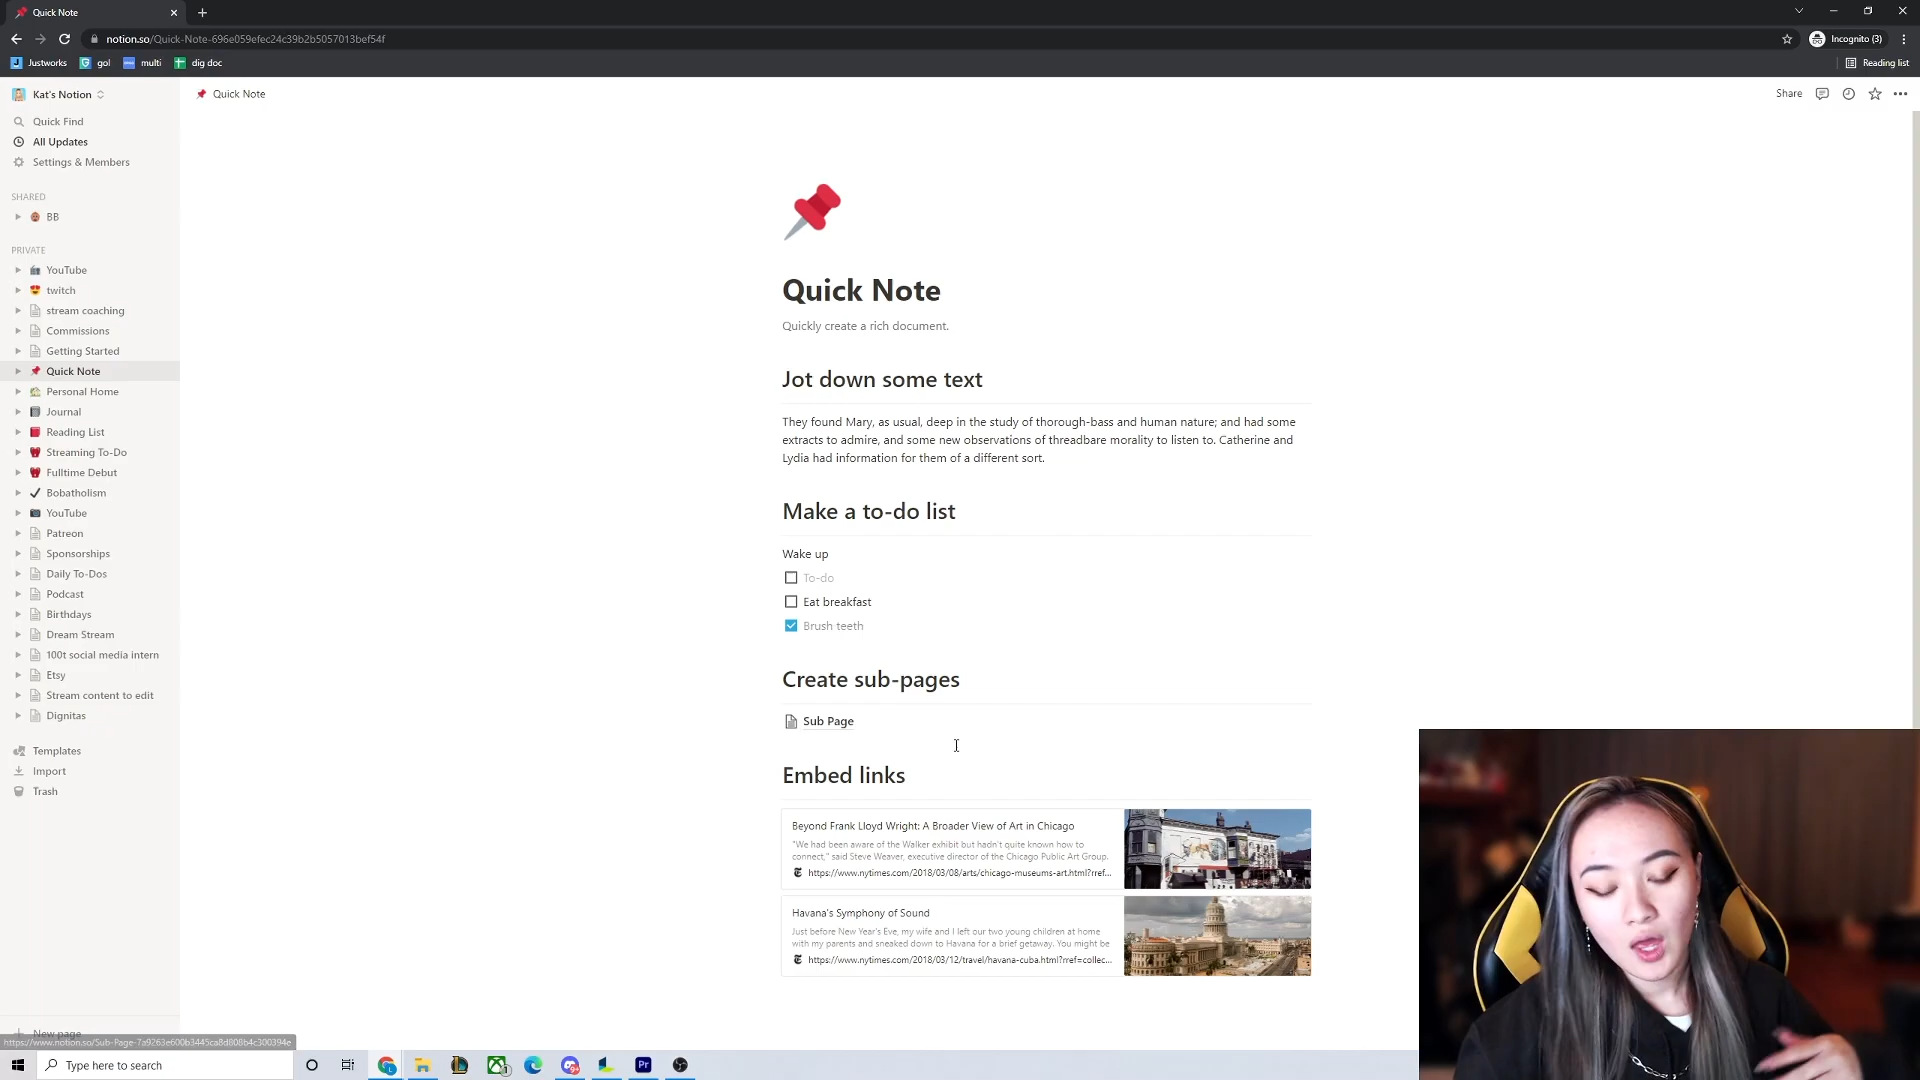 Quick Note
notion.so/Quick-Note-696e059efec24c39b2b5057013bef54f
Incognito (3)
Justworks
gol
multi
dig doc
Reading list
Kat's Notion
Quick Note
Share
Quick Find
All Updates
Settings & Members
SHARED
BB
PRIVATE
YouTube
twitch
stream coaching
Commissions
Getting Started
Quick Note
Personal Home
Journal
Reading List
Streaming To-Do
Fulltime Debut
Bobatholism
YouTube
Patreon
Sponsorships
Daily To-Dos
Podcast
Birthdays
Dream Stream
100t social media intern
Etsy
Stream content to edit
Dignitas
Templates
Import
Trash
New page
https://www.notion.so/Sub-Page-7a9263e600b3445ca8d808b4c300394e
Quick Note
Quickly create a rich document.
Jot down some text
They found Mary, as usual, deep in the study of thorough-bass and human nature; and had some
extracts to admire, and some new observations of threadbare morality to listen to. Catherine and
Lydia had information for them of a different sort.
Make a to-do list
Wake up
To-do
Eat breakfast
Brush teeth
Create sub-pages
Sub Page
Embed links
Beyond Frank Lloyd Wright: A Broader View of Art in Chicago
"We had been aware of the Walker exhibit but hadn't quite known how to
connect," said Steve Weaver, executive director of the Chicago Public Art Group.
https://www.nytimes.com/2018/03/08/arts/chicago-museums-art.html?rref...
Havana's Symphony of Sound
Just before New Year's Eve, my wife and I left our two young children at home
with my parents and sneaked down to Havana for a brief getaway. You might be
https://www.nytimes.com/2018/03/12/travel/havana-cuba.html?rref=collec...
Type here to search
Pr